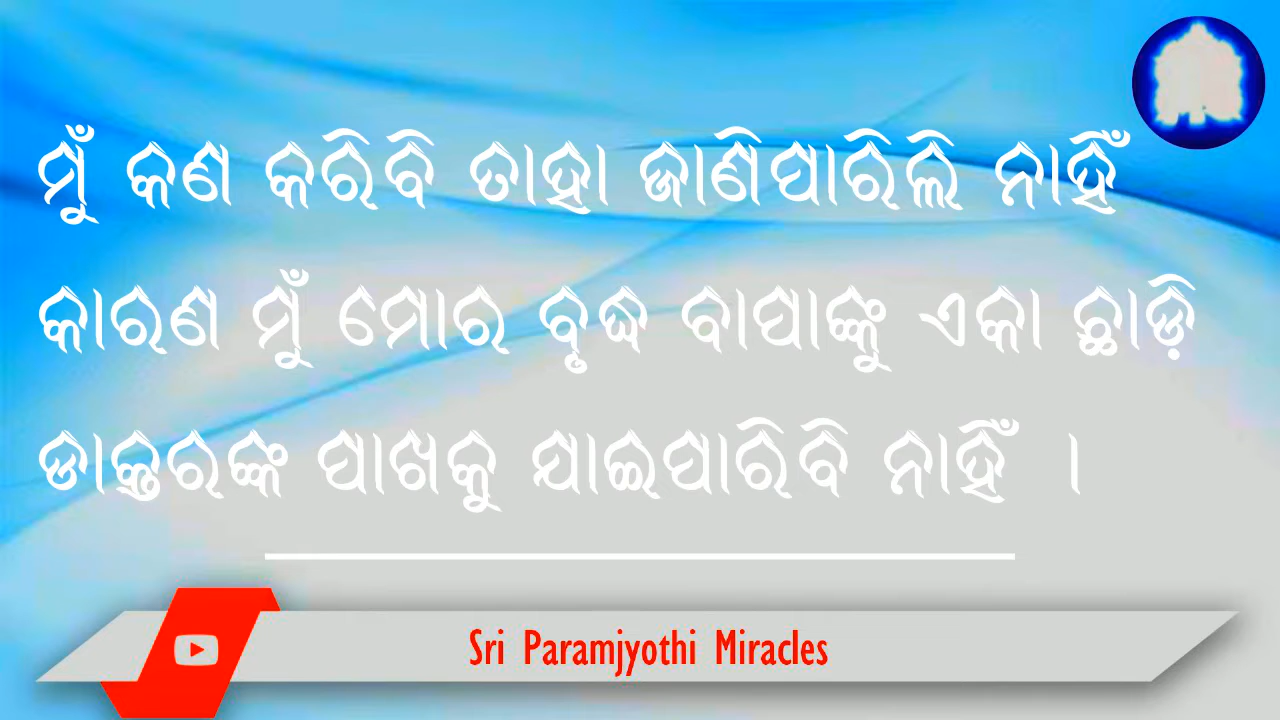 ମୁଁ କଣ କରିବି ତାହା ଜାଣିପାରିଲି ନାହିଁ
କାରଣ ମୁଁ ମୋର ବୃଦ୍ଧ ବାପାଙ୍କୁ ଏକା ଛାଡ଼ି
ଡାକ୍ତରଙ୍କ ପାଖକୁ ଯାଇପାରିବି ନାହିଁ ।
Sri Paramjyothi Miracles